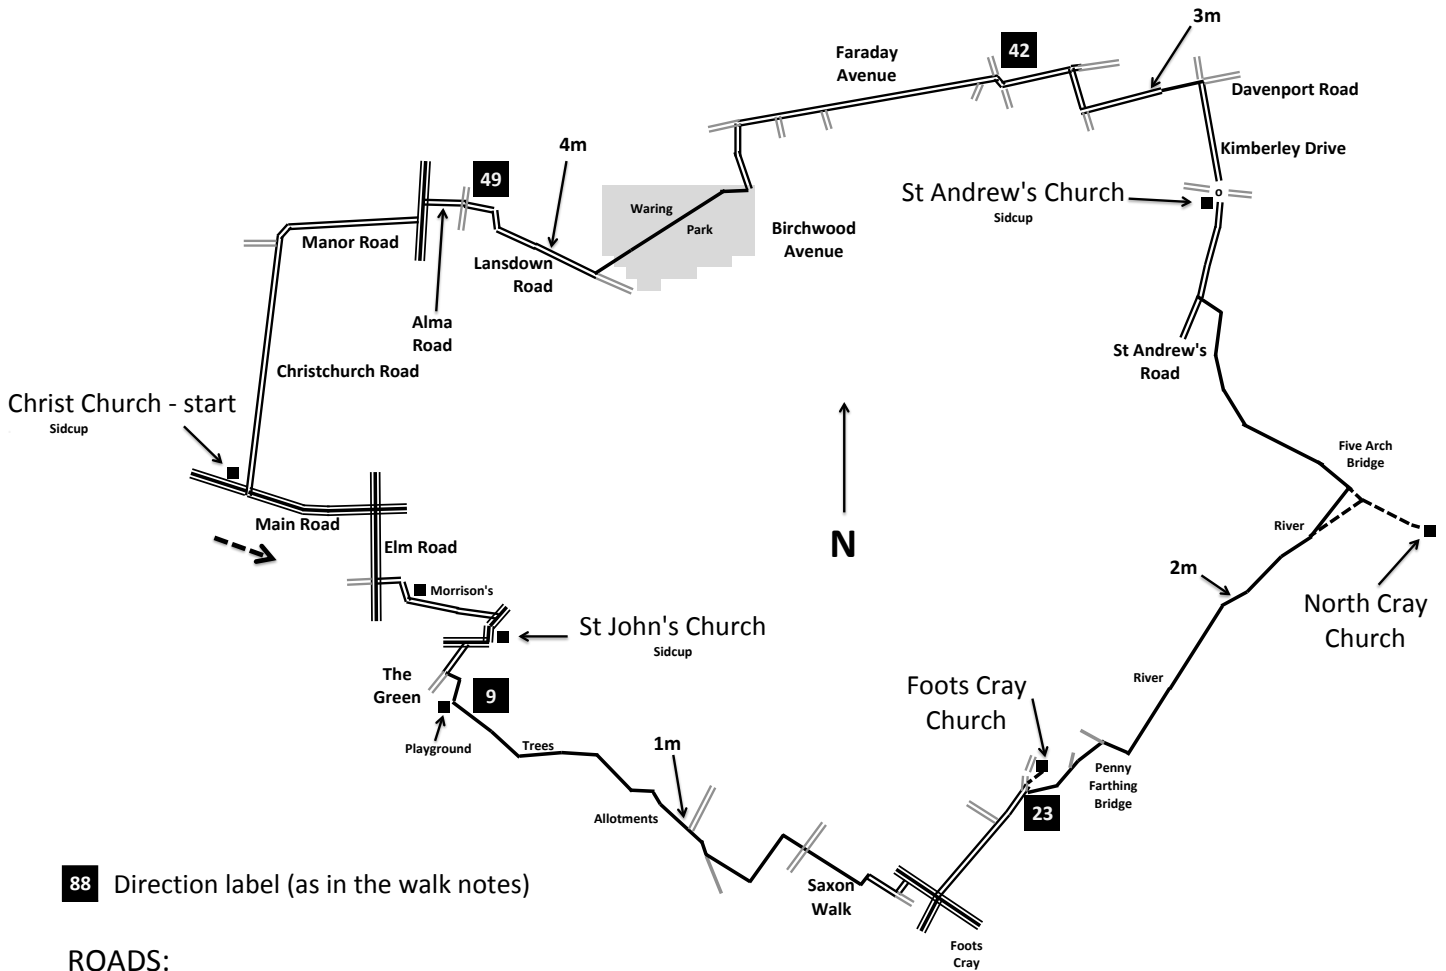 3m
42
Faraday
Avenue
Davenport Road
4m
Kimberley Drive
49
St Andrew's Church
Sidcup
Waring
Park
Birchwood
Avenue
Manor Road
Lansdown
Road
Alma
Road
St Andrew's
Road
Christchurch Road
Christ Church - start
Sidcup
Five Arch
Bridge
Main Road
River
N
Elm Road
2m
Morrison's
North Cray
Church
St John's Church
Sidcup
The
Green
9
River
Foots Cray
Church
Playground
Trees
1m
Penny
Farthing
Bridge
Allotments
23
88 Direction label (as in the walk notes)
Saxon
Walk
Foots
Cray
ROADS: